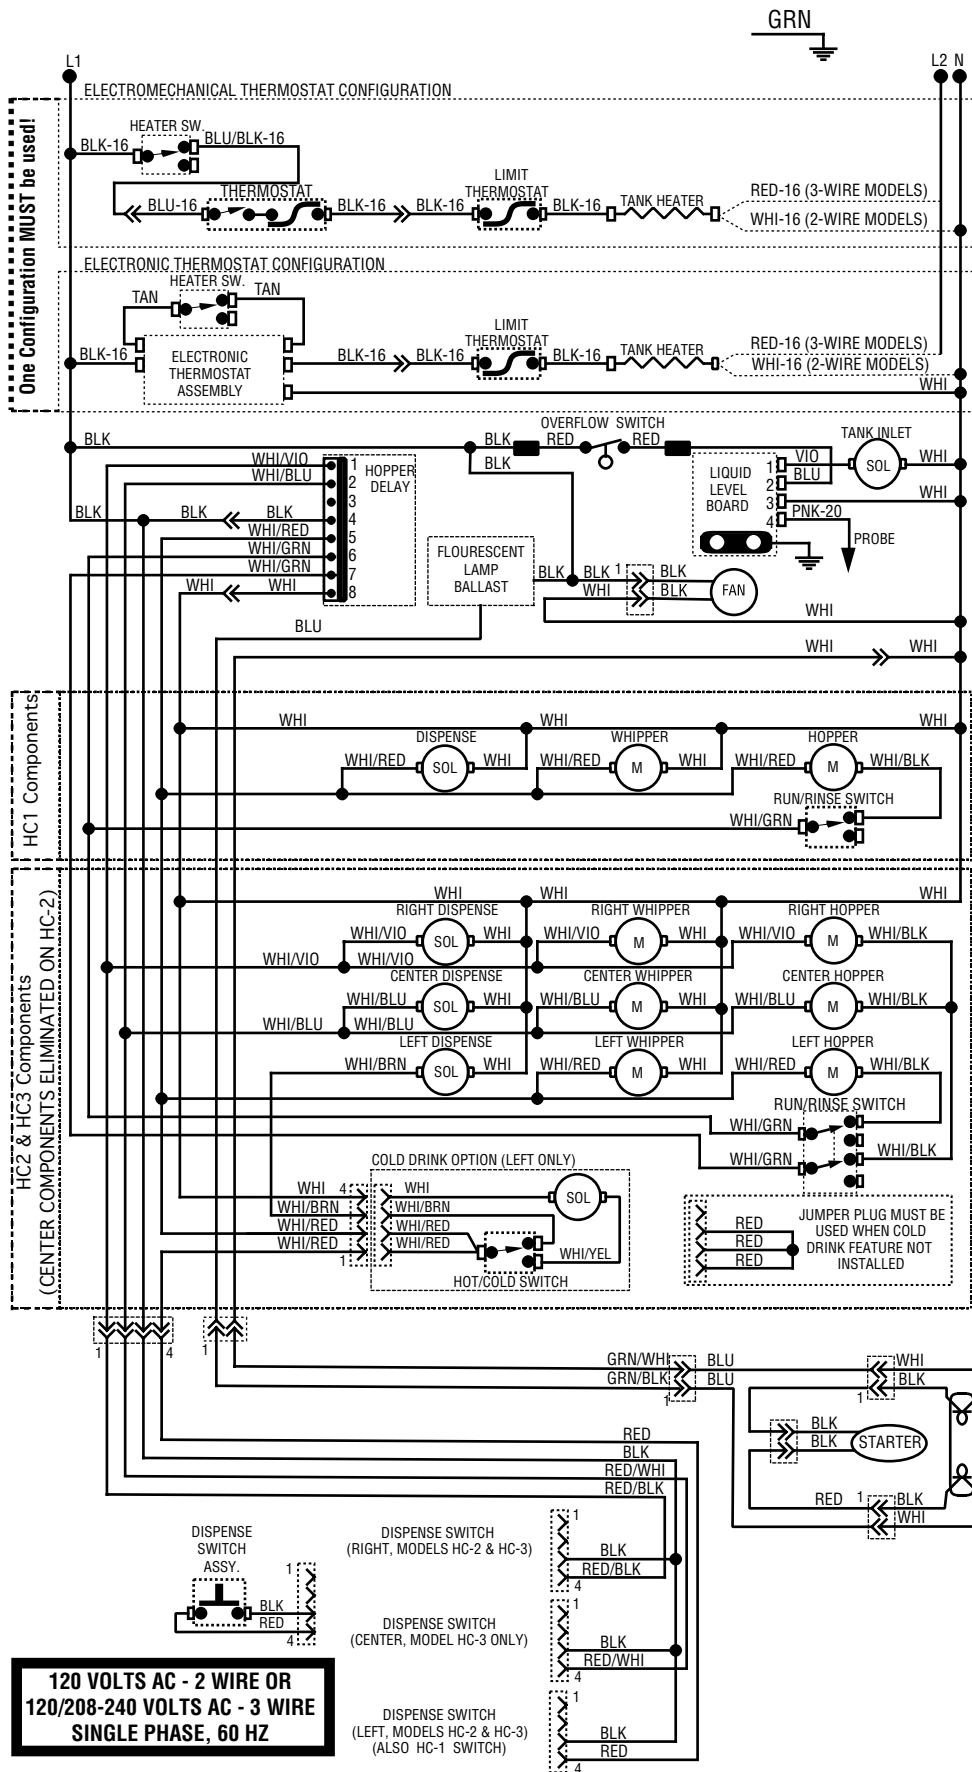 GRN
L1
L2 N
One Configuration MUST be used!
ELECTROMECHANICAL THERMOSTAT CONFIGURATION
HEATER SW.
BLK-16
BLU/BLK-16
THERMOSTAT
LIMIT
THERMOSTAT
BLU-16
BLK-16
BLK-16
BLK-16
TANK HEATER
RED-16 (3-WIRE MODELS)
WHI-16 (2-WIRE MODELS)
ELECTRONIC THERMOSTAT CONFIGURATION
HEATER SW.
TAN
TAN
BLK-16
ELECTRONIC
THERMOSTAT
ASSEMBLY
BLK-16
BLK-16
LIMIT
THERMOSTAT
BLK-16
TANK HEATER
RED-16 (3-WIRE MODELS)
WHI-16 (2-WIRE MODELS)
WHI
BLK
OVERFLOW SWITCH
BLK
RED
RED
TANK INLET
BLK
WHI/VIO
WHI/BLU
1
2
3
4
5
6
7
8
HOPPER
DELAY
BLK
BLK
BLK
WHI/RED
WHI/GRN
WHI/GRN
WHI
WHI
LIQUID
LEVEL
BOARD
1
2
3
4
VIO
BLU
SOL
WHI
WHI
PNK-20
PROBE
FLOURESCENT
LAMP
BALLAST
BLK
BLK
1
BLK
WHI
BLK
FAN
WHI
BLU
WHI
WHI
HC1 Components
WHI
WHI
WHI
DISPENSE
WHIPPER
HOPPER
WHI/RED
SOL
WHI
WHI/RED
M
WHI
WHI/RED
M
WHI/BLK
RUN/RINSE SWITCH
WHI/GRN
HC2 & HC3 Components
(CENTER COMPONENTS ELIMINATED ON HC-2)
WHI
WHI
WHI
RIGHT DISPENSE
RIGHT WHIPPER
RIGHT HOPPER
WHI/VIO
SOL
WHI
WHI/VIO
M
WHI
WHI/VIO
M
WHI/BLK
WHI/VIO
WHI/VIO
CENTER DISPENSE
CENTER WHIPPER
CENTER HOPPER
WHI/BLU
SOL
WHI
WHI/BLU
M
WHI
WHI/BLU
M
WHI/BLK
WHI/BLU
WHI/BLU
LEFT DISPENSE
LEFT WHIPPER
LEFT HOPPER
WHI/BRN
SOL
WHI
WHI/RED
M
WHI
WHI/RED
M
WHI/BLK
RUN/RINSE SWITCH
WHI/GRN
WHI/GRN
WHI/BLK
COLD DRINK OPTION (LEFT ONLY)
WHI
4
WHI
WHI/BRN
WHI/BRN
WHI/RED
WHI/RED
WHI/RED
1
WHI/RED
SOL
WHI/YEL
HOT/COLD SWITCH
RED
RED
RED
JUMPER PLUG MUST BE
USED WHEN COLD
DRINK FEATURE NOT
INSTALLED
1
4
1
GRN/WHI
BLU
GRN/BLK
BLU
1
WHI
BLK
1
BLK
BLK
STARTER
RED
1
BLK
WHI
RED
BLK
RED/WHI
RED/BLK
DISPENSE
SWITCH
ASSY.
1
BLK
RED
4
DISPENSE SWITCH
(RIGHT, MODELS HC-2 & HC-3)
1
BLK
RED/BLK
4
DISPENSE SWITCH
(CENTER, MODEL HC-3 ONLY)
1
BLK
RED/WHI
4
DISPENSE SWITCH
(LEFT, MODELS HC-2 & HC-3)
(ALSO HC-1 SWITCH)
1
BLK
RED
4
120 VOLTS AC - 2 WIRE OR
120/208-240 VOLTS AC - 3 WIRE
SINGLE PHASE, 60 HZ